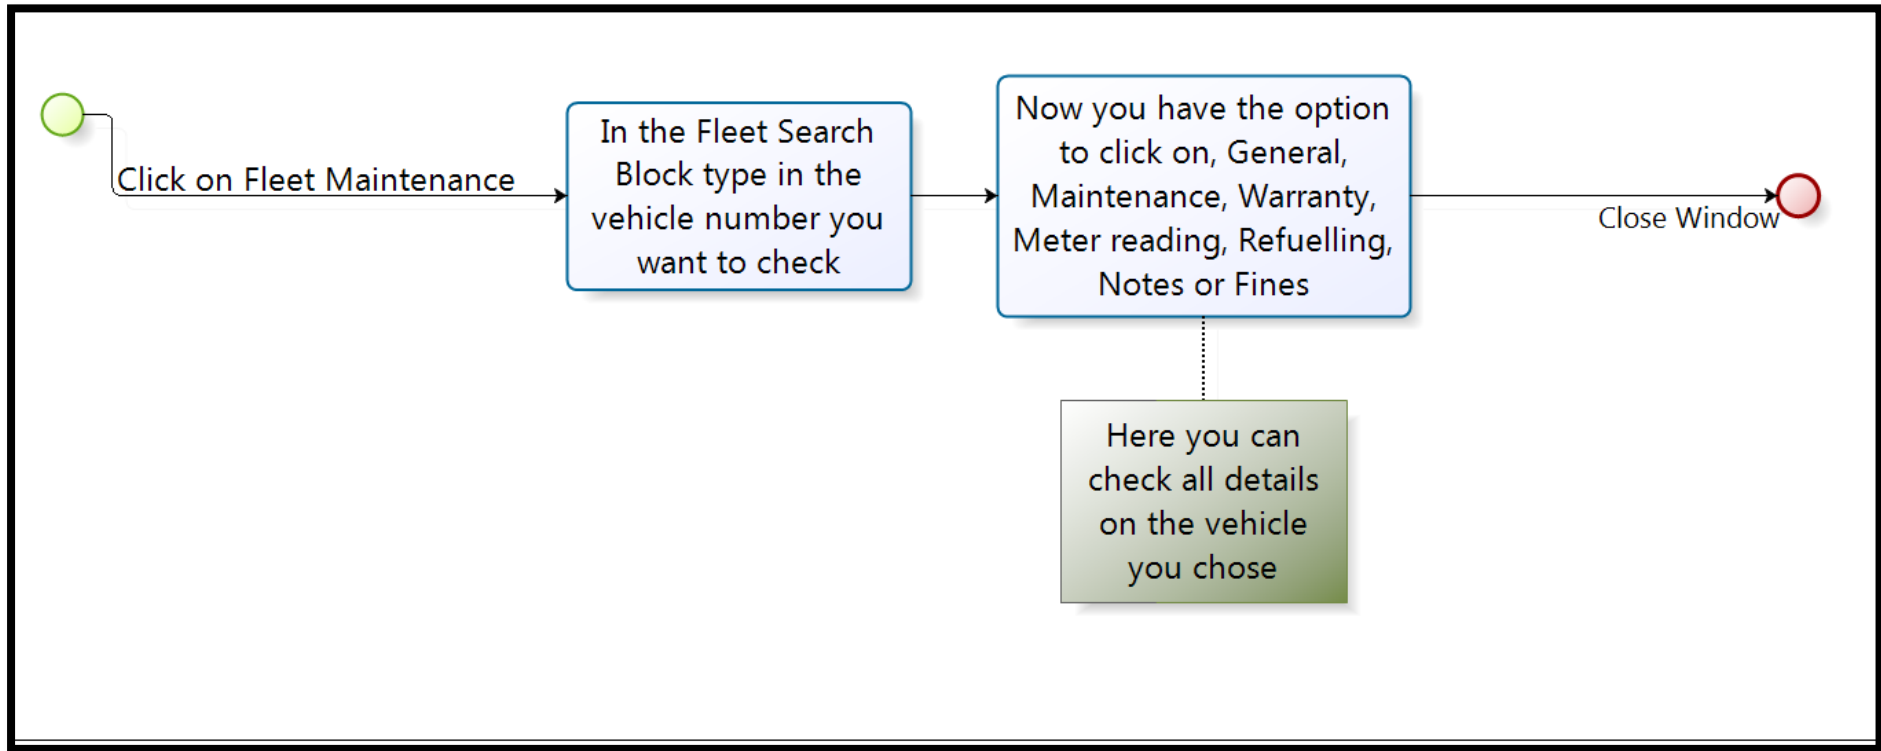 Click on Fleet Maintenance
In the Fleet Search
Block type in the
vehicle number you
want to check
Now you have the option
to click on, General,
Maintenance, Warranty,
Meter reading, Refuelling,
Notes or Fines
Close Window
Here you can
check all details
on the vehicle
you chose